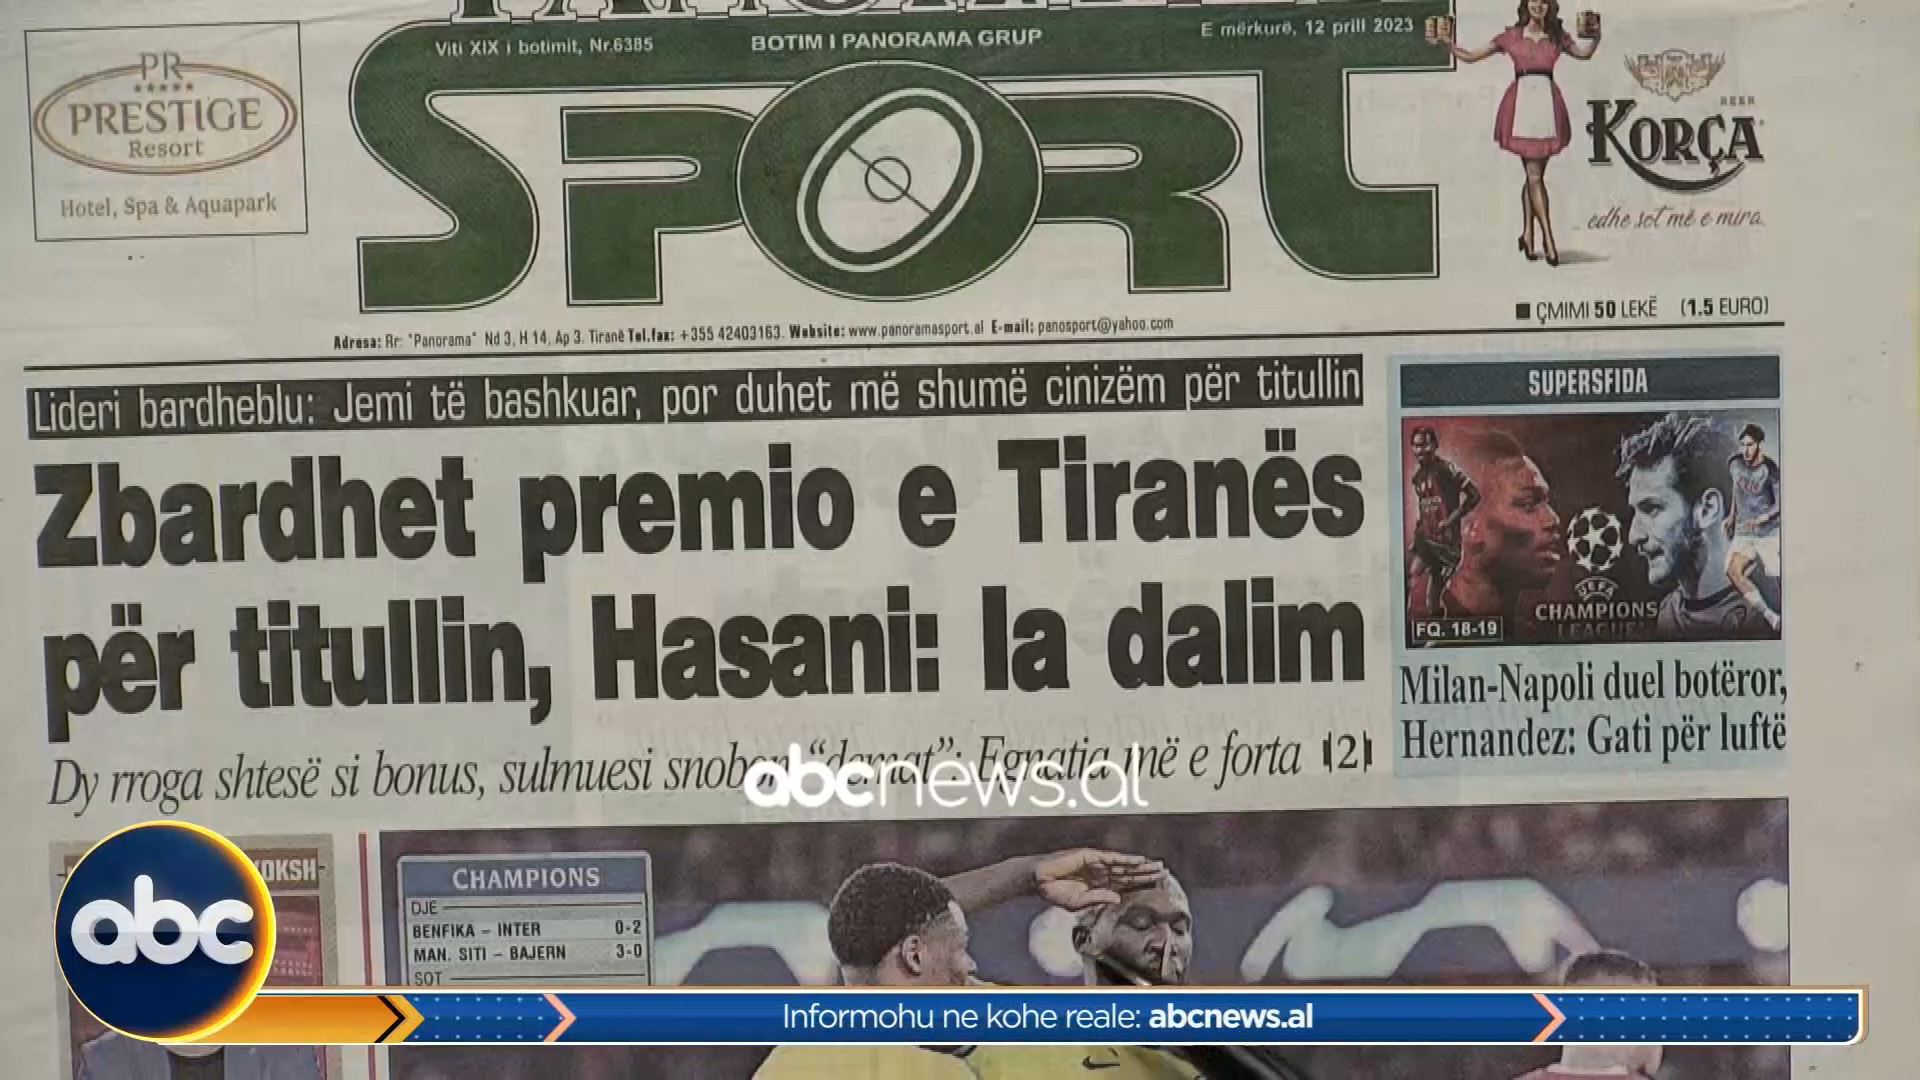 PR
PRESTIGE
Resort
Hotel, Spa & Aquapark
Viti XIX i botimit, Nr.6385
BOTIM I PANORAMA GRUP
E mërkurë, 12 prill 2023
SPORT
BEER
KORÇA
edhe sot më e mira.
ÇMIMI 50 LEKË (1.5 EURO)
Adresa: Rr: "Panorama" Nd 3, H 14, Ap 3. Tiranë Tel.fax: +355 42403163. Website: www.panoramasport.al E-mail: panosport@yahoo.com
Lideri bardheblu: Jemi të bashkuar, por duhet më shumë cinizëm për titullin
Zbardhet premio e Tiranës
për titullin, Hasani: Ia dalim
Dy rroga shtesë si bonus, sulmuesi snobon "demat": Egnatia më e forta 2
SUPERSFIDA
UEFA
CHAMPIONS
LEAGUE
FQ. 18-19
Milan-Napoli duel botëror,
Hernandez: Gati për luftë
abcnews.al
KOKSH
CHAMPIONS
DJE
BENFIKA – INTER 0-2
MAN. SITI – BAJERN 3-0
SOT
abc
Informohu ne kohe reale: abcnews.al